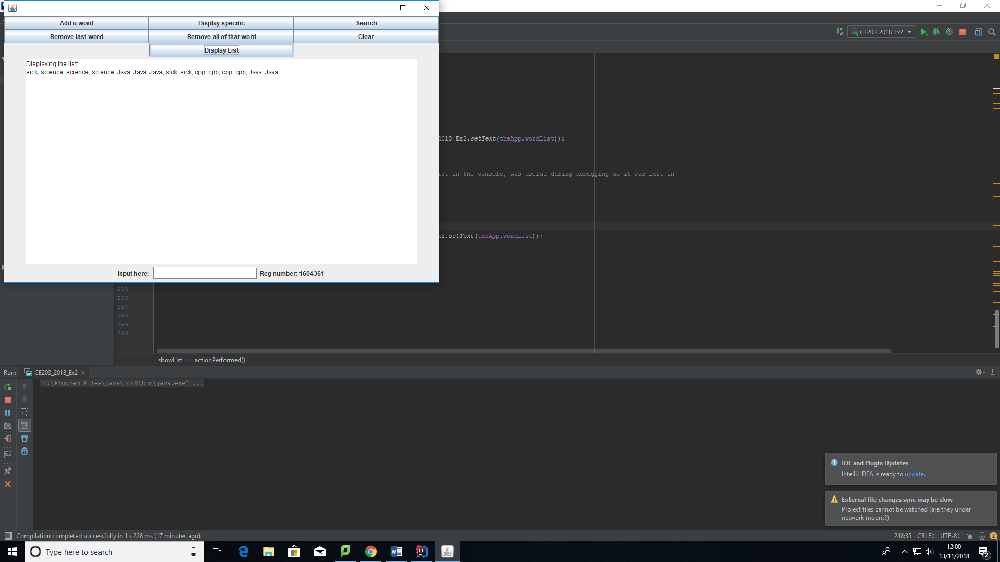 Add a word Display specific Search
Remove last word Remove all of that word Clear
Display List
Displaying the list:
sick, science, science, science, Java, Java, Java, sick, sick, cpp, cpp, cpp, cpp, Java, Java,
Input here: Reg number: 1604361
CE203_2018_Ex2
2018_Ex2.setText(theApp.wordList));
ist in the console, was useful during debugging so it was left in
x2.setText(theApp.wordList));
255
256
257
258
259
260
showList actionPerformed()
Run: CE203_2018_Ex2
"C:\Program Files\Java\jdk8\bin\java.exe" ...
IDE and Plugin Updates
IntelliJ IDEA is ready to update.
External file changes sync may be slow
Project files cannot be watched (are they under
network mount?)
Compilation completed successfully in 1 s 228 ms (17 minutes ago) 248:35 CRLF UTF-8 2
Type here to search
12:00
13/11/2018
2